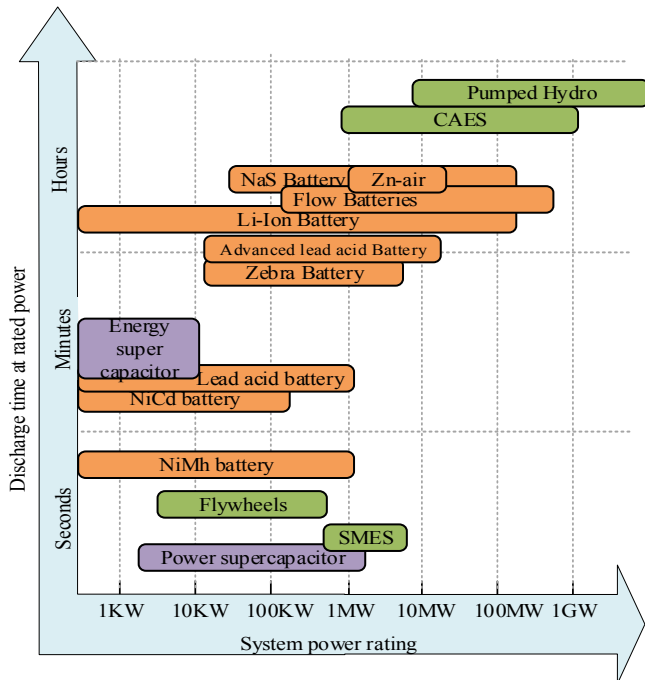 Pumped Hydro
CAES
NaS Battery
Zn-air
Flow Batteries
Li-Ion Battery
Advanced lead acid Battery
Zebra Battery
Energy
super
capacitor
Lead acid battery
NiCd battery
NiMh battery
Flywheels
SMES
Power supercapacitor
Discharge time at rated power
Hours
Minutes
Seconds
1KW 10KW 100KW 1MW 10MW 100MW 1GW
System power rating